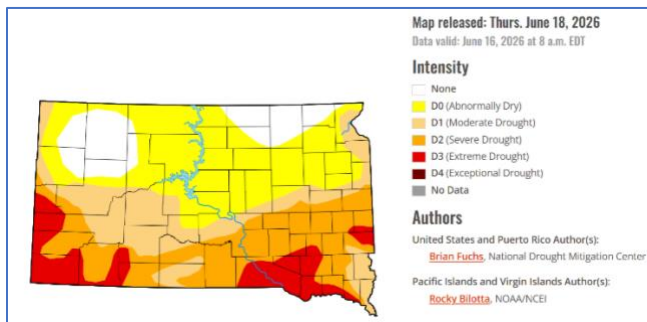 Map released: Thurs. June 18, 2026
Data valid: June 16, 2026 at 8 a.m. EDT
Intensity
None
D0 (Abnormally Dry)
D1 (Moderate Drought)
D2 (Severe Drought)
D3 (Extreme Drought)
D4 (Exceptional Drought)
No Data
Authors
United States and Puerto Rico Author(s):
Brian Fuchs, National Drought Mitigation Center
Pacific Islands and Virgin Islands Author(s):
Rocky Bilotta, NOAA/NCEI